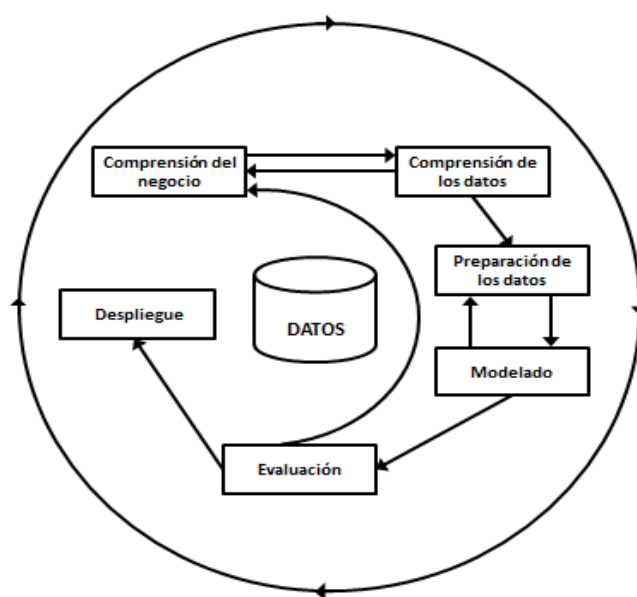 Comprensión del
negocio
Comprensión de
los datos
Preparación de
los datos
Despliegue
DATOS
Modelado
Evaluación